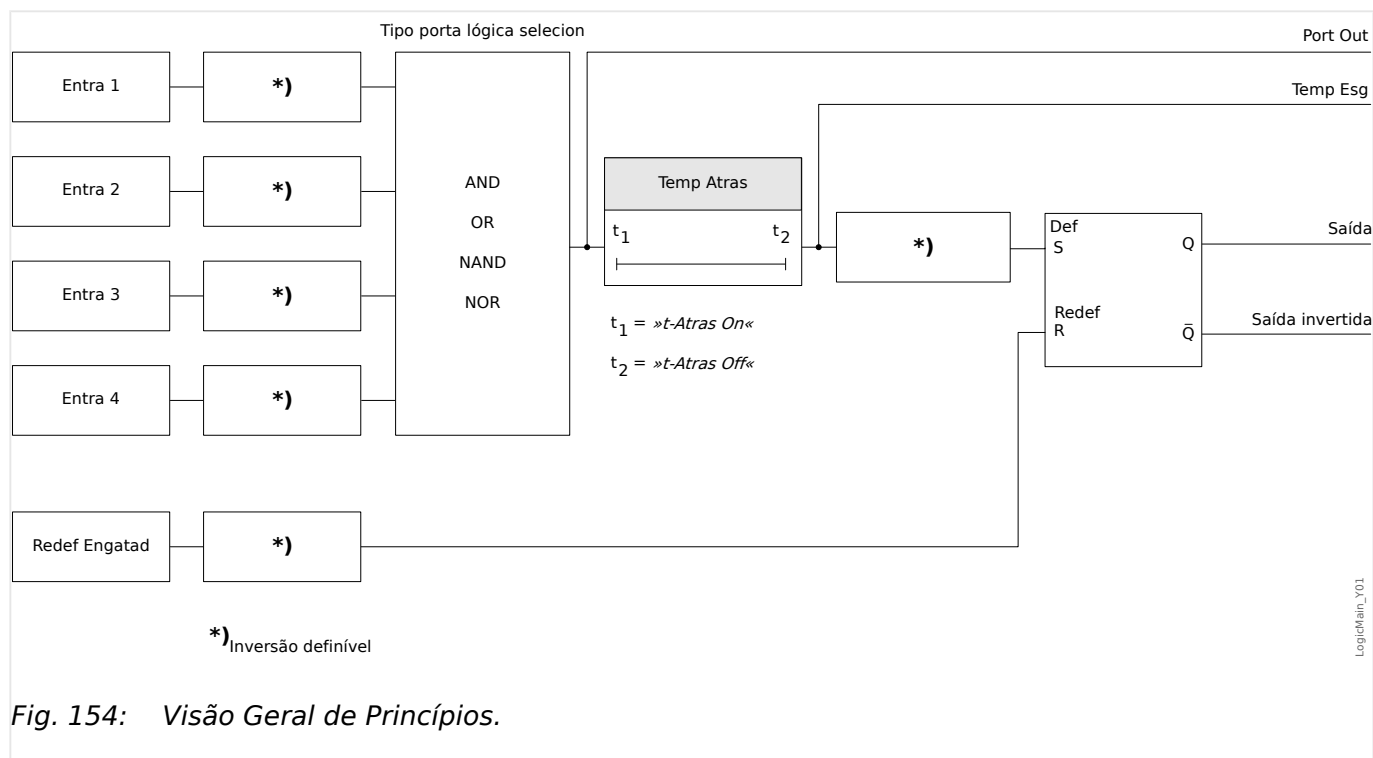 Tipo porta lógica selecion
Port Out
Entra 1
*)
Temp Esg
Entra 2
*)
AND
OR
NAND
NOR
Temp Atras
t1
t2
*)
Def
S
Q
Saída
Entra 3
*)
Redef
R
Q̅
Saída invertida
t1 = »t-Atras On«
t2 = »t-Atras Off«
Entra 4
*)
Redef Engatad
*)
*)Inversão definível
LogicMain_Y01
Fig. 154: Visão Geral de Princípios.